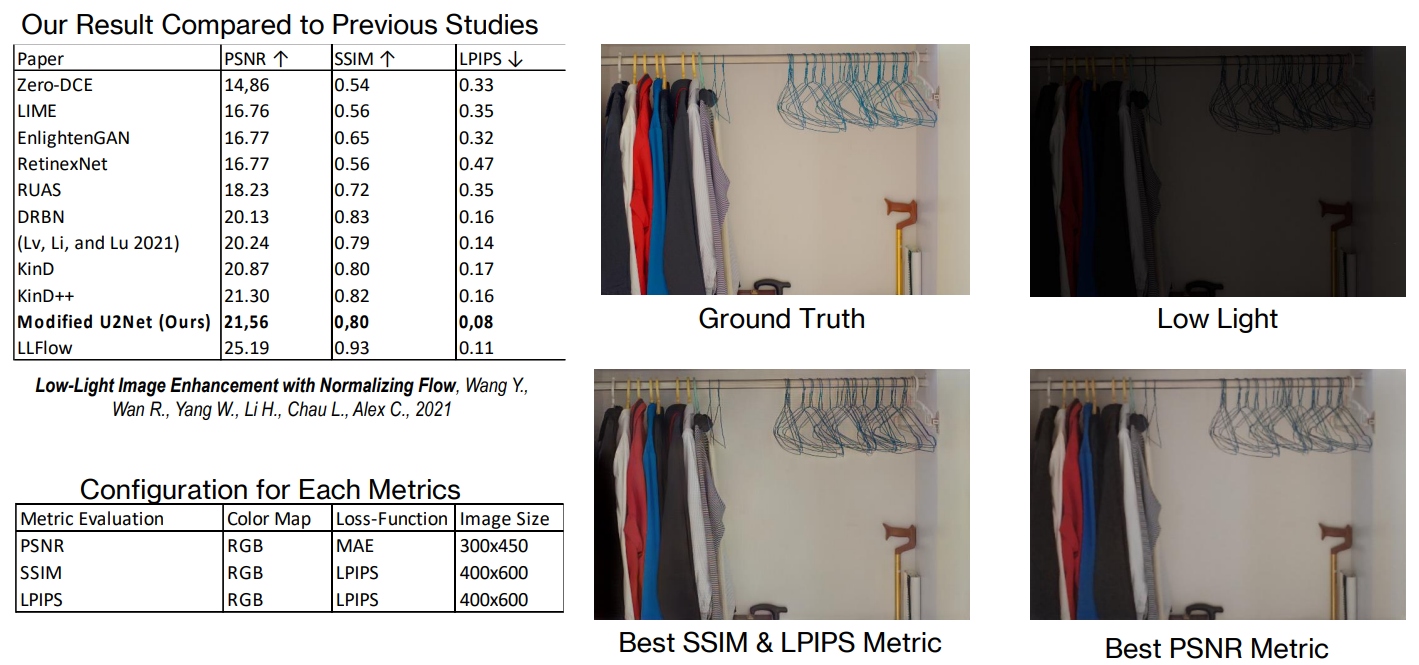 Our Result Compared to Previous Studies
Paper PSNR ↑ SSIM ↑ LPIPS ↓
Zero-DCE 14,86 0.54 0.33
LIME 16.76 0.56 0.35
EnlightenGAN 16.77 0.65 0.32
RetinexNet 16.77 0.56 0.47
RUAS 18.23 0.72 0.35
DRBN 20.13 0.83 0.16
(Lv, Li, and Lu 2021) 20.24 0.79 0.14
KinD 20.87 0.80 0.17
KinD++ 21.30 0.82 0.16
Modified U2Net (Ours) 21,56 0,80 0,08
LLFlow 25.19 0.93 0.11
Low-Light Image Enhancement with Normalizing Flow, Wang Y.,
Wan R., Yang W., Li H., Chau L., Alex C., 2021
Configuration for Each Metrics
Metric Evaluation Color Map Loss-Function Image Size
PSNR RGB MAE 300x450
SSIM RGB LPIPS 400x600
LPIPS RGB LPIPS 400x600
Ground Truth
Low Light
Best SSIM & LPIPS Metric
Best PSNR Metric